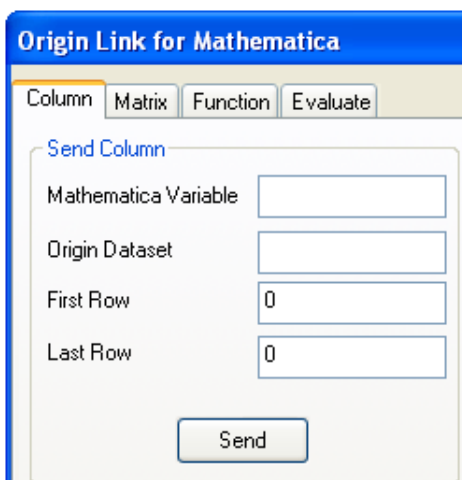 Origin Link for Mathematica
Column Matrix Function Evaluate
Send Column
Mathematica Variable
Origin Dataset
First Row 0
Last Row 0
Send